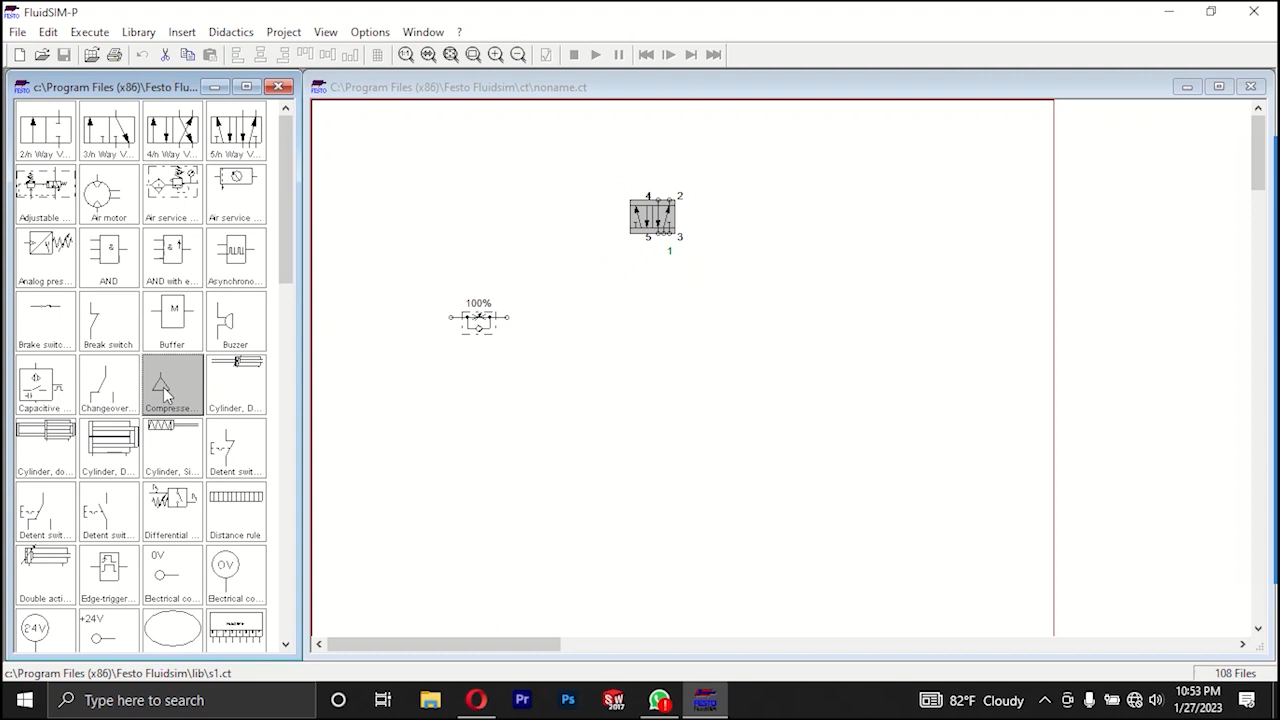 FluidSIM-P
File Edit Execute Library Insert Didactics Project View Options Window ?
c:\Program Files (x86)\Festo Flu...
C:\Program Files (x86)\Festo Fluidsim\ct\noname.ct
2/n Way V... 3/n Way V... 4/n Way V... 5/n Way V...
Adjustable ... Air motor Air service ... Air service ...
Analog pres... AND AND with e... Asynchrono...
Brake switc... Break switch Buffer Buzzer
Capacitive ... Changeover... Compresse... Cylinder, D...
Cylinder, do... Cylinder, D... Cylinder, Si... Detent swit...
Detent swit... Detent swit... Differential ... Distance rule
Double acti... Edge-trigger... Electrical co... Electrical co...
& & M
0V 0V
24V +24V
4 2
5 3
1
100%
c:\Program Files (x86)\Festo Fluidsim\lib\s1.ct
108 Files
Type here to search
82°F Cloudy
10:53 PM
1/27/2023